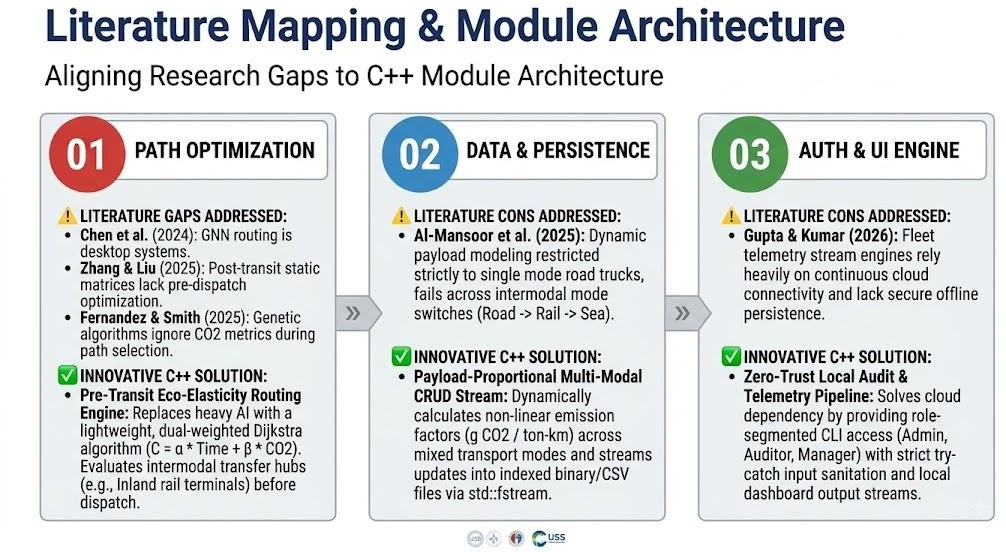 Literature Mapping & Module Architecture
Aligning Research Gaps to C++ Module Architecture
01 PATH OPTIMIZATION
LITERATURE GAPS ADDRESSED:
• Chen et al. (2024): GNN routing is
desktop systems.
• Zhang & Liu (2025): Post-transit static
matrices lack pre-dispatch
optimization.
• Fernandez & Smith (2025): Genetic
algorithms ignore CO2 metrics during
path selection.
INNOVATIVE C++ SOLUTION:
• Pre-Transit Eco-Elasticity Routing
Engine: Replaces heavy AI with a
lightweight, dual-weighted Dijkstra
algorithm (C = α * Time + β * CO2).
Evaluates intermodal transfer hubs
(e.g., Inland rail terminals) before
dispatch.
02 DATA & PERSISTENCE
LITERATURE CONS ADDRESSED:
• Al-Mansoor et al. (2025): Dynamic
payload modeling restricted
strictly to single mode road trucks,
fails across intermodal mode
switches (Road -> Rail -> Sea).
INNOVATIVE C++ SOLUTION:
• Payload-Proportional Multi-Modal
CRUD Stream: Dynamically
calculates non-linear emission
factors (g CO2 / ton-km) across
mixed transport modes and streams
updates into indexed binary/CSV
files via std::fstream.
03 AUTH & UI ENGINE
LITERATURE CONS ADDRESSED:
• Gupta & Kumar (2026): Fleet
telemetry stream engines rely
heavily on continuous cloud
connectivity and lack secure offline
persistence.
INNOVATIVE C++ SOLUTION:
• Zero-Trust Local Audit &
Telemetry Pipeline: Solves cloud
dependency by providing role-
segmented CLI access (Admin,
Auditor, Manager) with strict try-
catch input sanitation and local
dashboard output streams.
USS